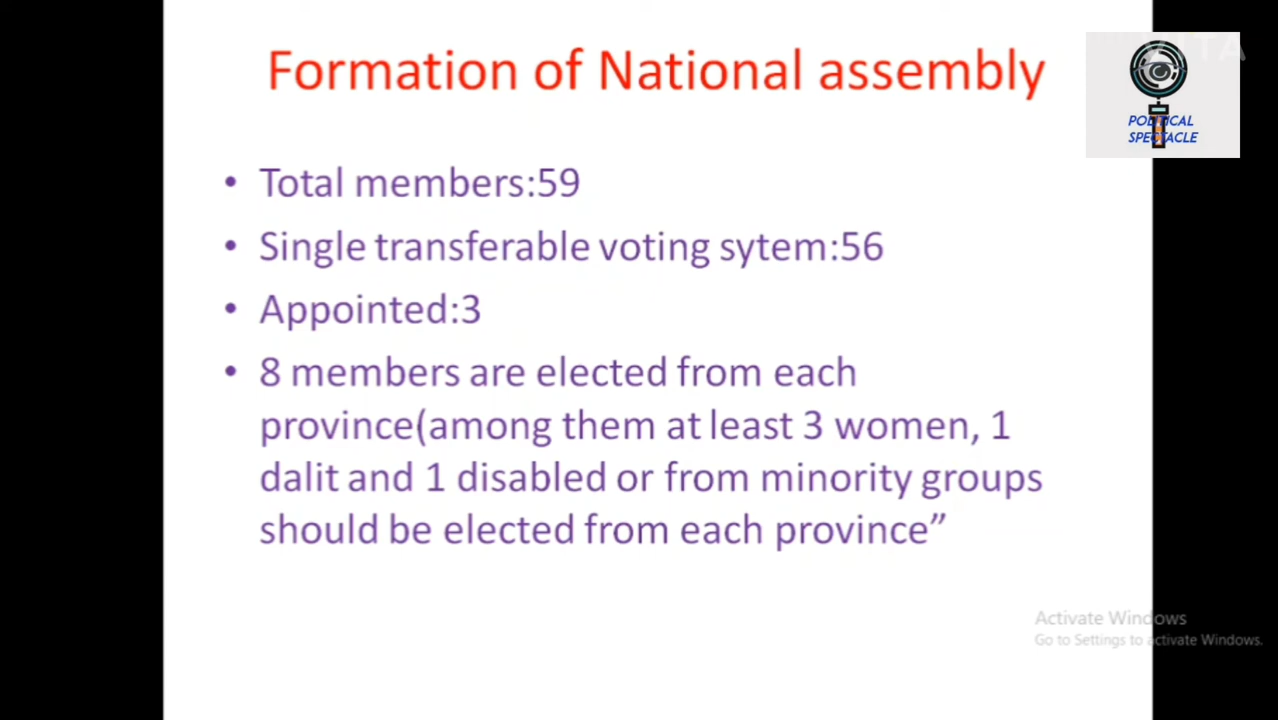 Formation of National assembly
VITA
POLITICAL
SPECTACLE
• Total members:59
• Single transferable voting sytem:56
• Appointed:3
• 8 members are elected from each
province(among them at least 3 women, 1
dalit and 1 disabled or from minority groups
should be elected from each province”
Activate Windows
Go to Settings to activate Windows.